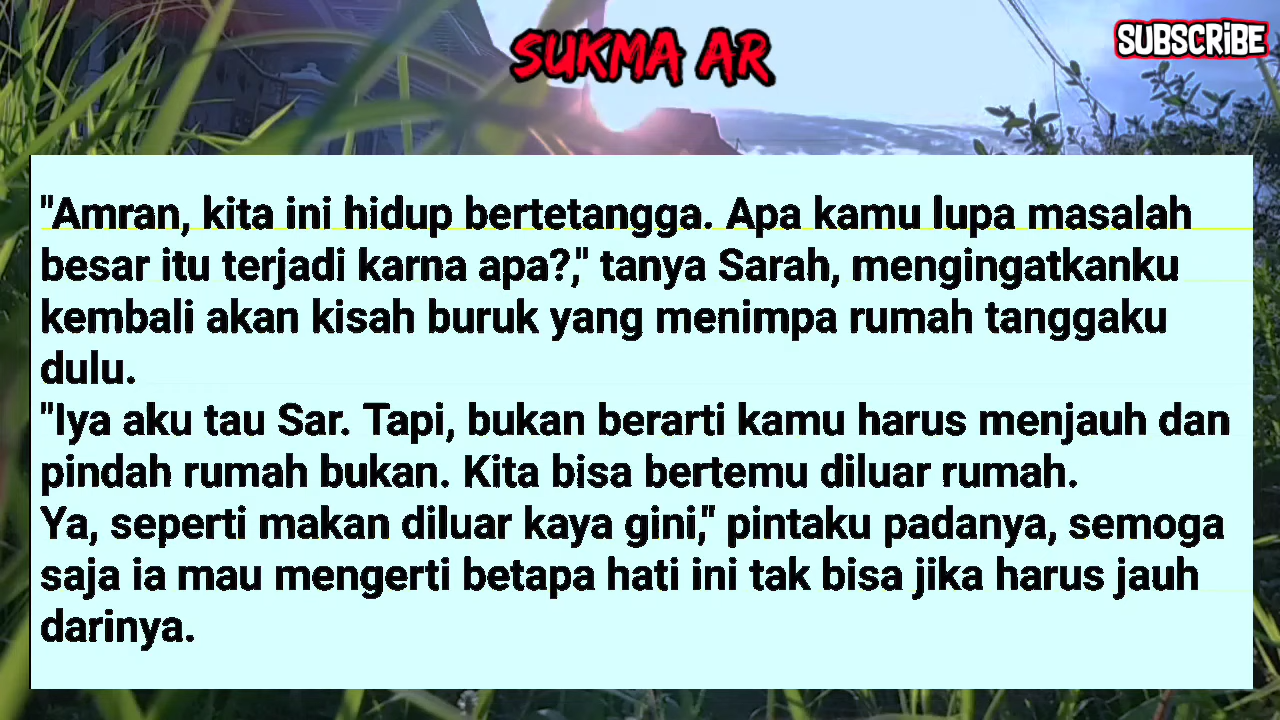 SUKMA AR
SUBSCRiBE
"Amran, kita ini hidup bertetangga. Apa kamu lupa masalah
besar itu terjadi karna apa?," tanya Sarah, mengingatkanku
kembali akan kisah buruk yang menimpa rumah tanggaku
dulu.
"Iya aku tau Sar. Tapi, bukan berarti kamu harus menjauh dan
pindah rumah bukan. Kita bisa bertemu diluar rumah.
Ya, seperti makan diluar kaya gini," pintaku padanya, semoga
saja ia mau mengerti betapa hati ini tak bisa jika harus jauh
darinya.